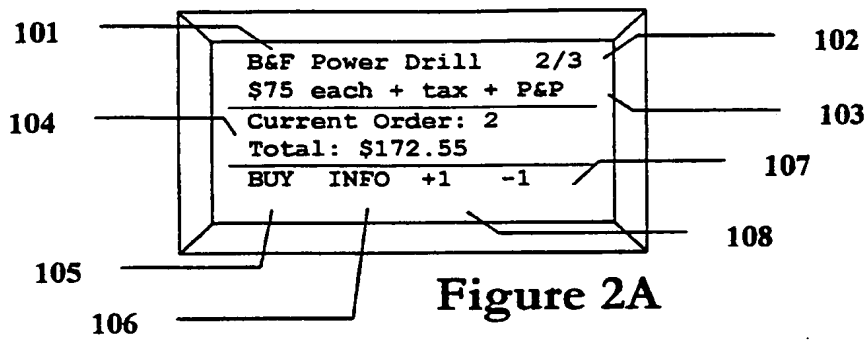 101
102
B&F Power Drill 2/3
$75 each + tax + P&P
103
104
Current Order: 2
Total: $172.55
107
BUY INFO +1 -1
108
105
106
Figure 2A